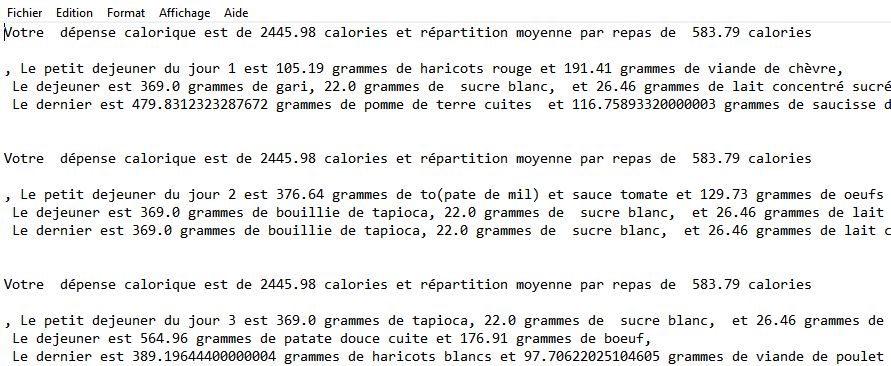 Fichier Edition Format Affichage Aide
Votre  dépense calorique est de 2445.98 calories et répartition moyenne par repas de  583.79 calories
, Le petit dejeuner du jour 1 est 105.19 grammes de haricots rouge et 191.41 grammes de viande de chèvre,
Le dejeuner est 369.0 grammes de gari, 22.0 grammes de  sucre blanc,  et 26.46 grammes de lait concentré sucré
Le dernier est 479.8312323287672 grammes de pomme de terre cuites  et 116.75893320000003 grammes de saucisse d
Votre  dépense calorique est de 2445.98 calories et répartition moyenne par repas de  583.79 calories
, Le petit dejeuner du jour 2 est 376.64 grammes de to(pate de mil) et sauce tomate et 129.73 grammes de oeufs
Le dejeuner est 369.0 grammes de bouillie de tapioca, 22.0 grammes de  sucre blanc,  et 26.46 grammes de lait
Le dernier est 369.0 grammes de bouillie de tapioca, 22.0 grammes de  sucre blanc,  et 26.46 grammes de lait c
Votre  dépense calorique est de 2445.98 calories et répartition moyenne par repas de  583.79 calories
, Le petit dejeuner du jour 3 est 369.0 grammes de tapioca, 22.0 grammes de  sucre blanc,  et 26.46 grammes de
Le dejeuner est 564.96 grammes de patate douce cuite et 176.91 grammes de boeuf,
Le dernier est 389.19644400000004 grammes de haricots blancs et 97.70622025104605 grammes de viande de poulet